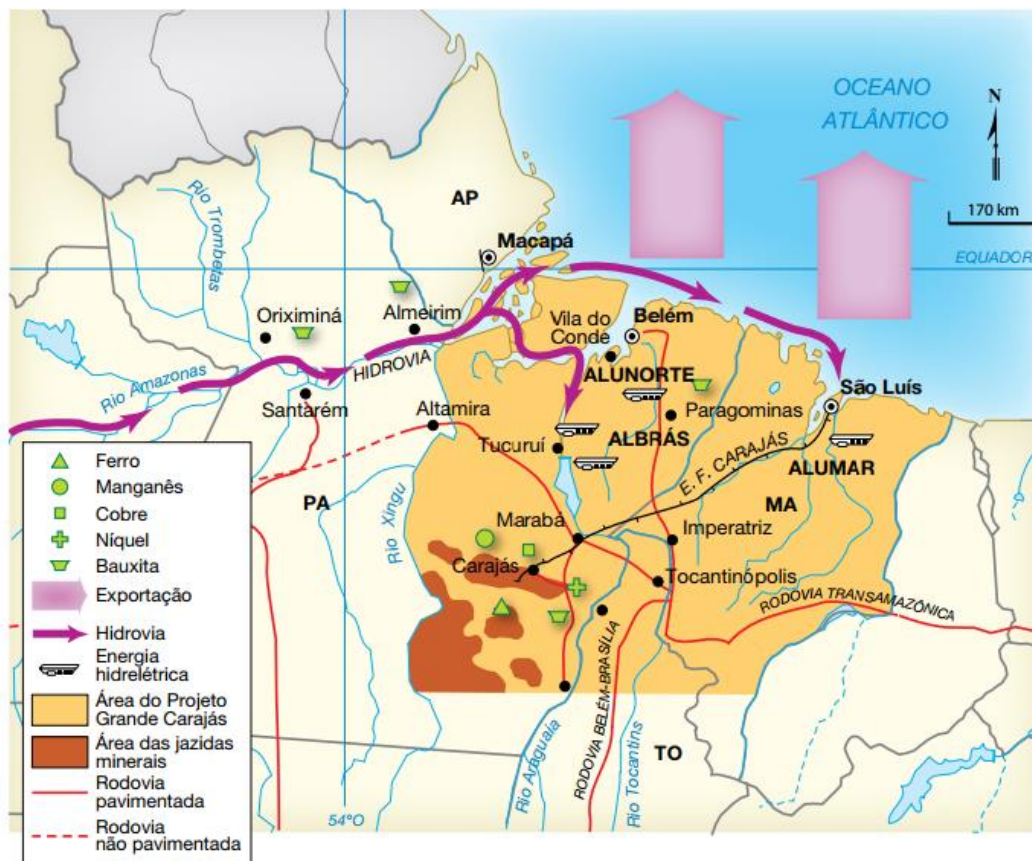 OCEANO
ATLÂNTICO
N
170 km
EQUADOR
AP
Macapá
Rio Trombetas
Oriximiná
Almeirim
Rio Amazonas
HIDROVIA
Santarém
Altamira
Vila do
Conde
Belém
ALUNORTE
Paragominas
ALBRÁS
Tucuruí
São Luís
ALUMAR
E. F. CARAJÁS
MA
PA
Rio Xingu
Marabá
Imperatriz
Carajás
Tocantinópolis
RODOVIA TRANSAMAZÔNICA
RODOVIA BELÉM-BRASÍLIA
Rio Araguaia
Rio Tocantins
TO
54ºO
Ferro
Manganês
Cobre
Níquel
Bauxita
Exportação
Hidrovia
Energia
hidrelétrica
Área do Projeto
Grande Carajás
Área das jazidas
minerais
Rodovia
pavimentada
Rodovia
não pavimentada